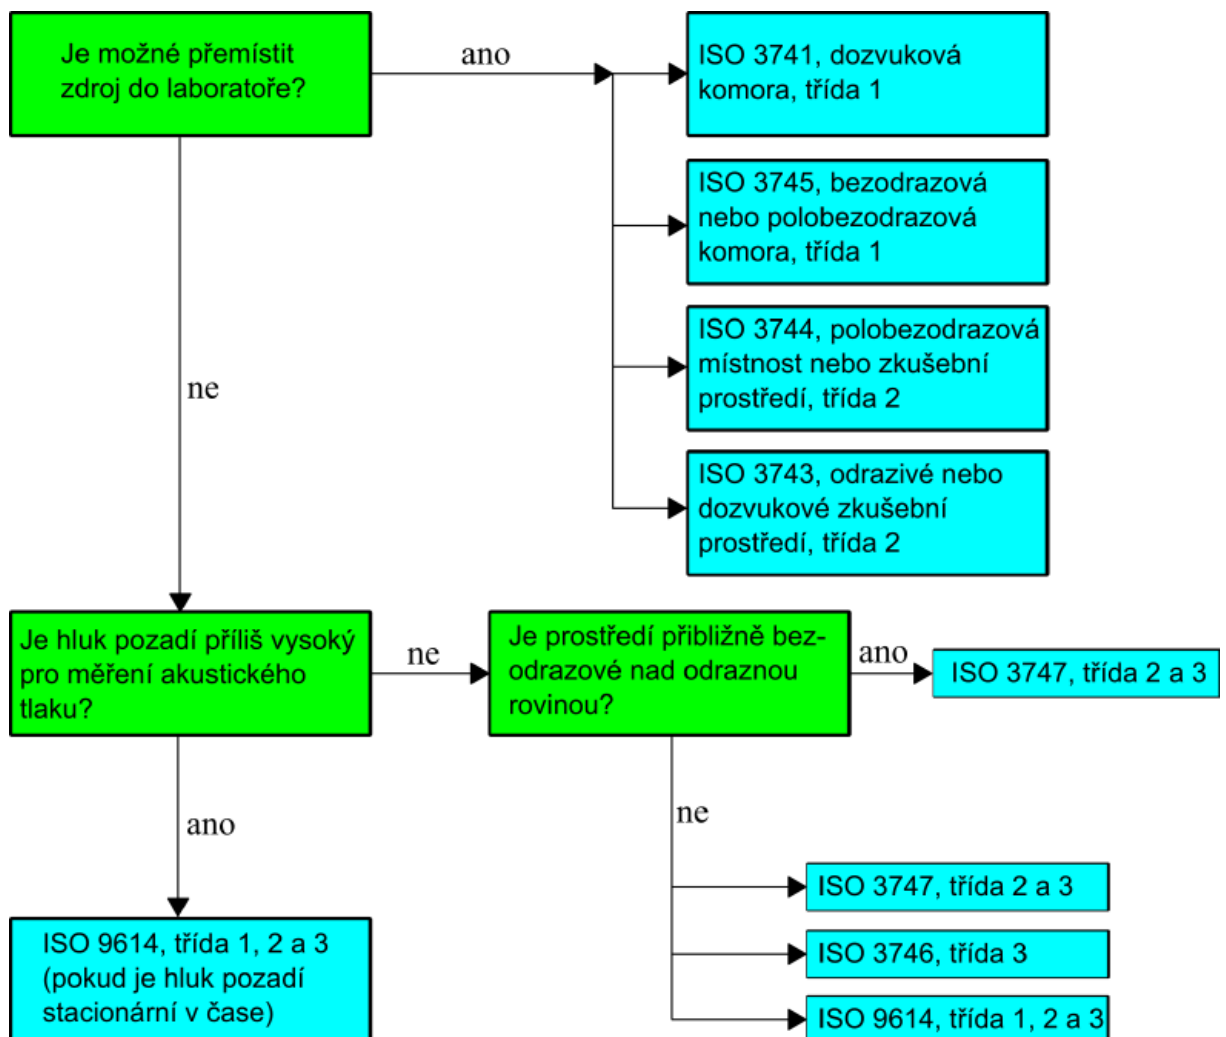 Je možné přemístit
zdroj do laboratoře?
ano
ISO 3741, dozvuková
komora, třída 1
ISO 3745, bezodrazová
nebo polobezodrazová
komora, třída 1
ISO 3744, polobezodrazová
místnost nebo zkušební
prostředí, třída 2
ISO 3743, odrazivé nebo
dozvukové zkušební
prostředí, třída 2
ne
Je hluk pozadí příliš vysoký
pro měření akustického
tlaku?
ne
Je prostředí přibližně bez-
odrazové nad odraznou
rovinou?
ano
ISO 3747, třída 2 a 3
ano
ne
ISO 9614, třída 1, 2 a 3
(pokud je hluk pozadí
stacionární v čase)
ISO 3747, třída 2 a 3
ISO 3746, třída 3
ISO 9614, třída 1, 2 a 3